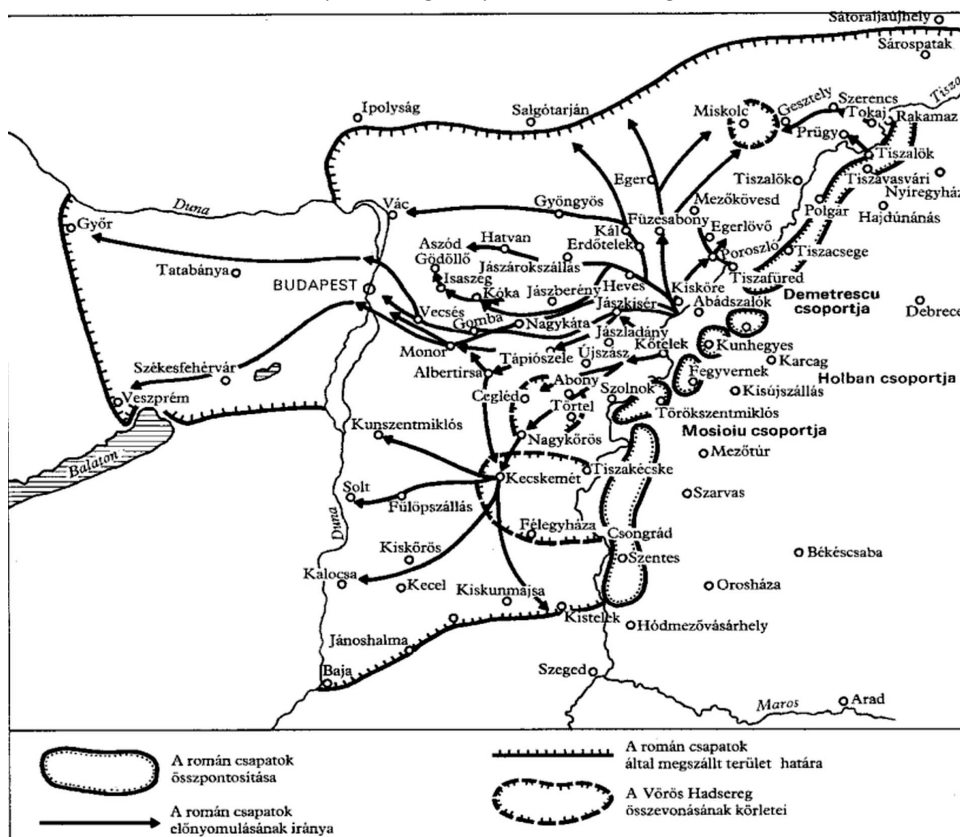 Sátoraljaújhely
Sárospatak
Tisza
Ipolyság
Salgótarján
Miskolc
Gesztely
Szerencs
Tokaj
Rakamaz
Prügy
Tiszalök
Tiszavasvári
Nyíregyház
Eger
Tiszalök
Mezőkövesd
Polgár
Hajdúnánás
Duna
Győr
Vác
Gyöngyös
Kál
Füzesabony
Egerlövő
Erdőtelek
Poroszló
Tiszacsege
Aszód
Hatvan
Gödöllő
Jászárokszállás
Tiszafüred
Tatabánya
BUDAPEST
Isaszeg
Kóka
Jászberény
Heves
Kisköre
Abádszalók
Demetrescu
csoportja
Debrece
Vecsés
Gomba
Nagykáta
Jászkisér
Jászladány
Kőtelek
Kunhegyes
Karcag
Monor
Tápiószele
Újszász
Albertirsa
Fegyvernek
Holban csoportja
Székesfehérvár
Veszprém
Cegléd
Abony
Szolnok
Kisújszállás
Törtel
Törökszentmiklós
Kunszentmiklós
Nagykőrös
Mosioiu csoportja
Mezőtúr
Balaton
Kecskemét
Tiszakécske
Solt
Fülöpszállás
Szarvas
Duna
Félegyháza
Csongrád
Kiskőrös
Szentes
Békéscsaba
Kalocsa
Kecel
Kiskunmajsa
Orosháza
Kistelek
Hódmezővásárhely
Jánoshalma
Baja
Szeged
Maros
Arad
A román csapatok
összpontosítása
A román csapatok
előnyomulásának iránya
A román csapatok
által megszállt terület határa
A Vörös Hadsereg
összevonásának körletei